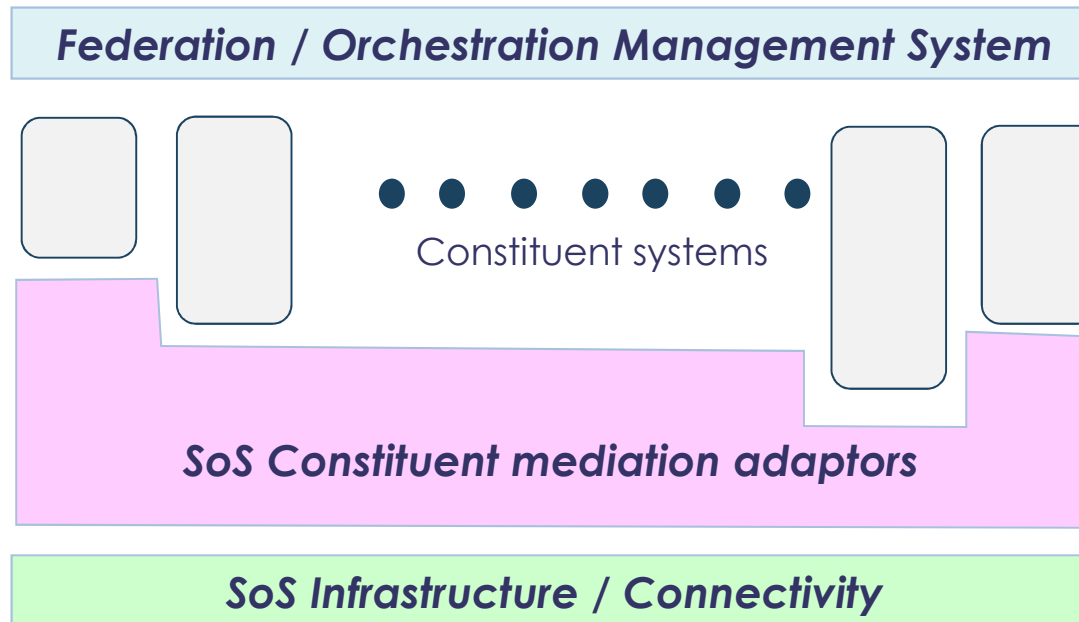 Federation / Orchestration Management System
Constituent systems
SoS Constituent mediation adaptors
SoS Infrastructure / Connectivity